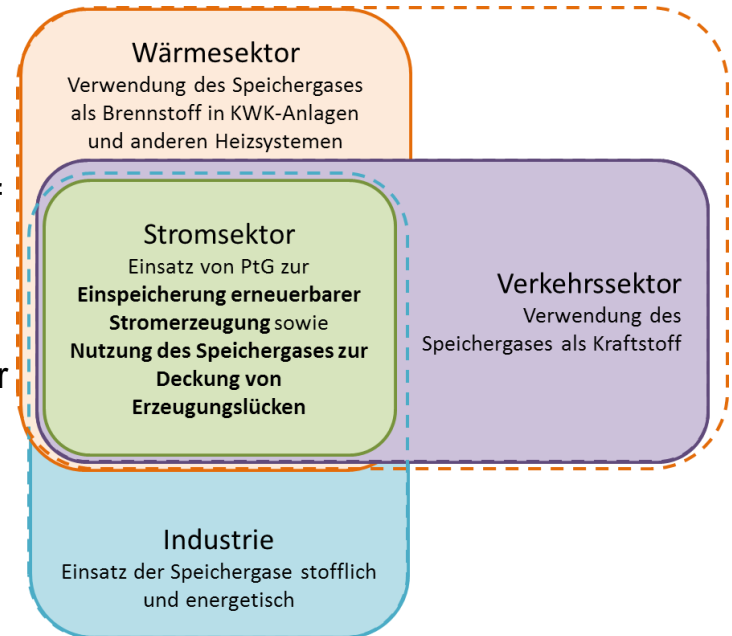 Wärmesektor
Verwendung des Speichergases
als Brennstoff in KWK-Anlagen
und anderen Heizsystemen
Stromsektor
Einsatz von PtG zur
Einspeicherung erneuerbarer
Stromerzeugung sowie
Nutzung des Speichergases zur
Deckung von
Erzeugungslücken
Verkehrssektor
Verwendung des
Speichergases als Kraftstoff
Industrie
Einsatz der Speichergase stofflich
und energetisch